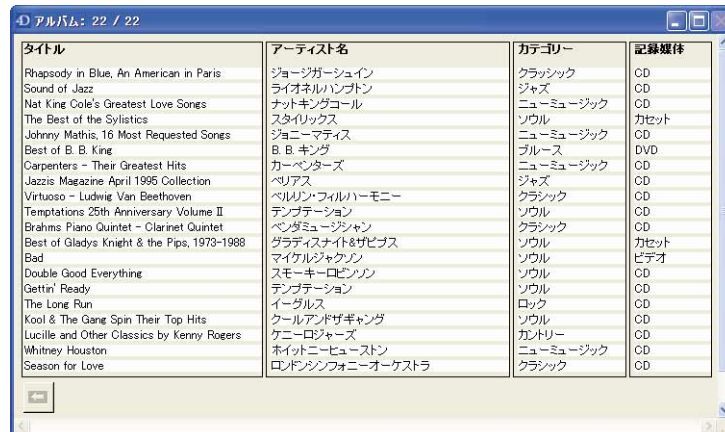 アルバム: 22 / 22
タイトル アーティスト名 カテゴリー 記録媒体
Rhapsody in Blue, An American in Paris ジョージガーシュイン クラッシック CD
Sound of Jazz ライオネルハンプトン ジャズ CD
Nat King Cole's Greatest Love Songs ナットキングコール ニューミュージック CD
The Best of the Sylistics スタイリックス ソウル カセット
Johnny Mathis, 16 Most Requested Songs ジョニーマティス ニューミュージック CD
Best of B. B. King B. B. キング ブルース DVD
Carpenters - Their Greatest Hits カーペンターズ ニューミュージック CD
Jazzis Magazine April 1995 Collection ベリアス ジャズ CD
Virtuoso - Ludwig Van Beethoven ベルリン・フィルハーモニー クラシック CD
Temptations 25th Anniversary Volume II テンプテーション ソウル CD
Brahms Piano Quintet - Clarinet Quintet ベンダミュージシャン クラシック CD
Best of Gladys Knight & the Pips, 1973-1988 グラディスナイト&ザピプス ソウル カセット
Bad マイケルジャクソン ソウル ビデオ
Double Good Everything スモーキーロビンソン ソウル CD
Gettin' Ready テンプテーション ソウル CD
The Long Run イーグルス ロック CD
Kool & The Gang Spin Their Top Hits クールアンドザギャング ソウル CD
Lucille and Other Classics by Kenny Rogers ケニーロジャーズ カントリー CD
Whitney Houston ホイットニーヒューストン ニューミュージック CD
Season for Love ロンドンシンフォニーオーケストラ クラシック CD